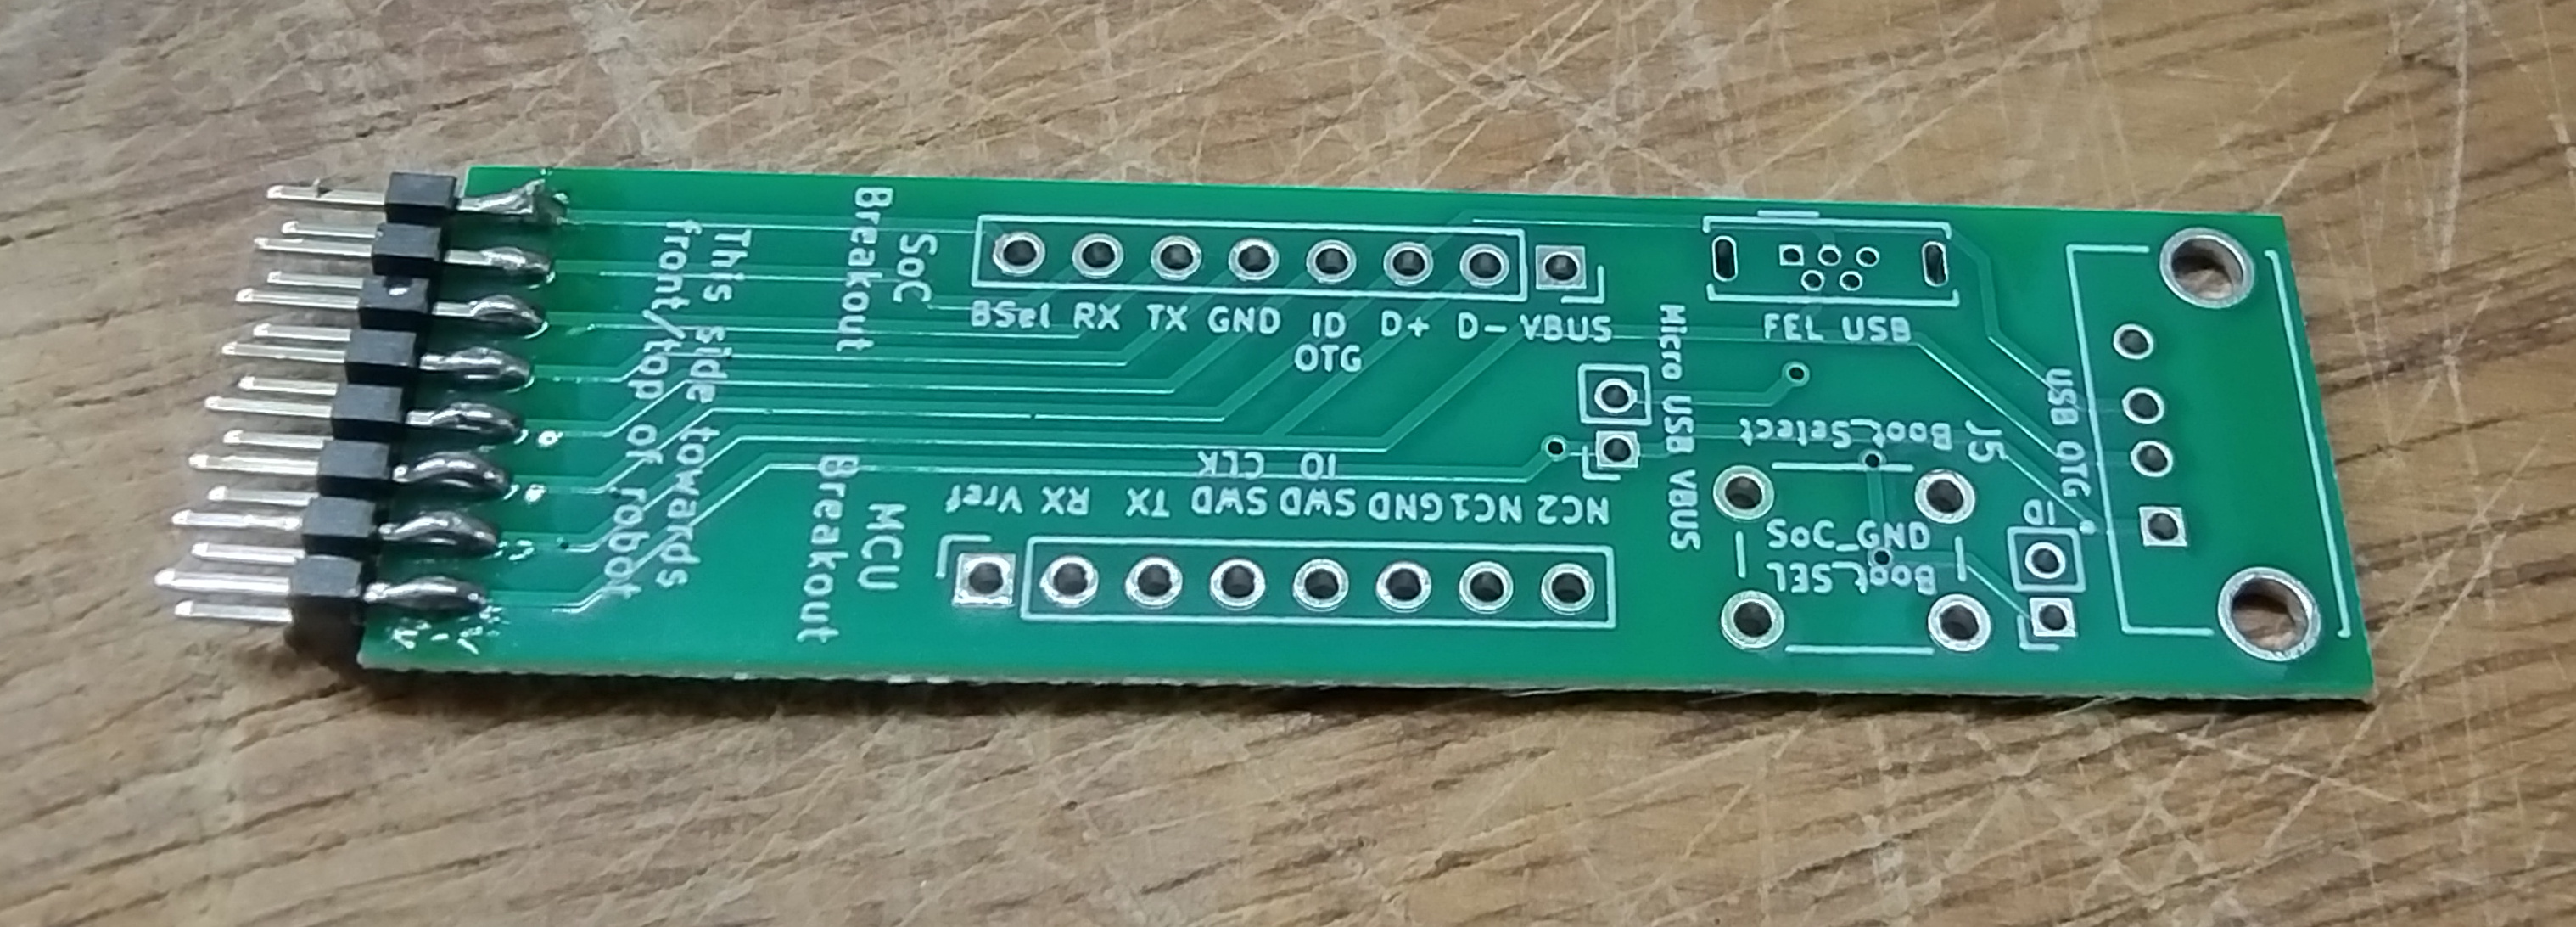 This side towards
front/top of robot
SoC
Breakout
BSel RX TX GND ID D+ D- VBUS
OTG
FEL USB
Micro USB VBUS
USB OTG
J5
Boot_Select
SoC_GND
Boot_SEL
ID
MCU
Breakout
NC2 NC1 GND SWD SWD TX RX Vref
IO CLK